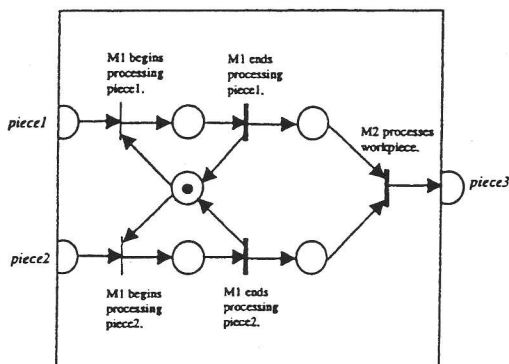 M1 begins
processing
piece1.
M1 ends
processing
piece1.
piece1
M2 processes
workpiece.
piece3
piece2
M1 begins
processing
piece2.
M1 ends
processing
piece2.